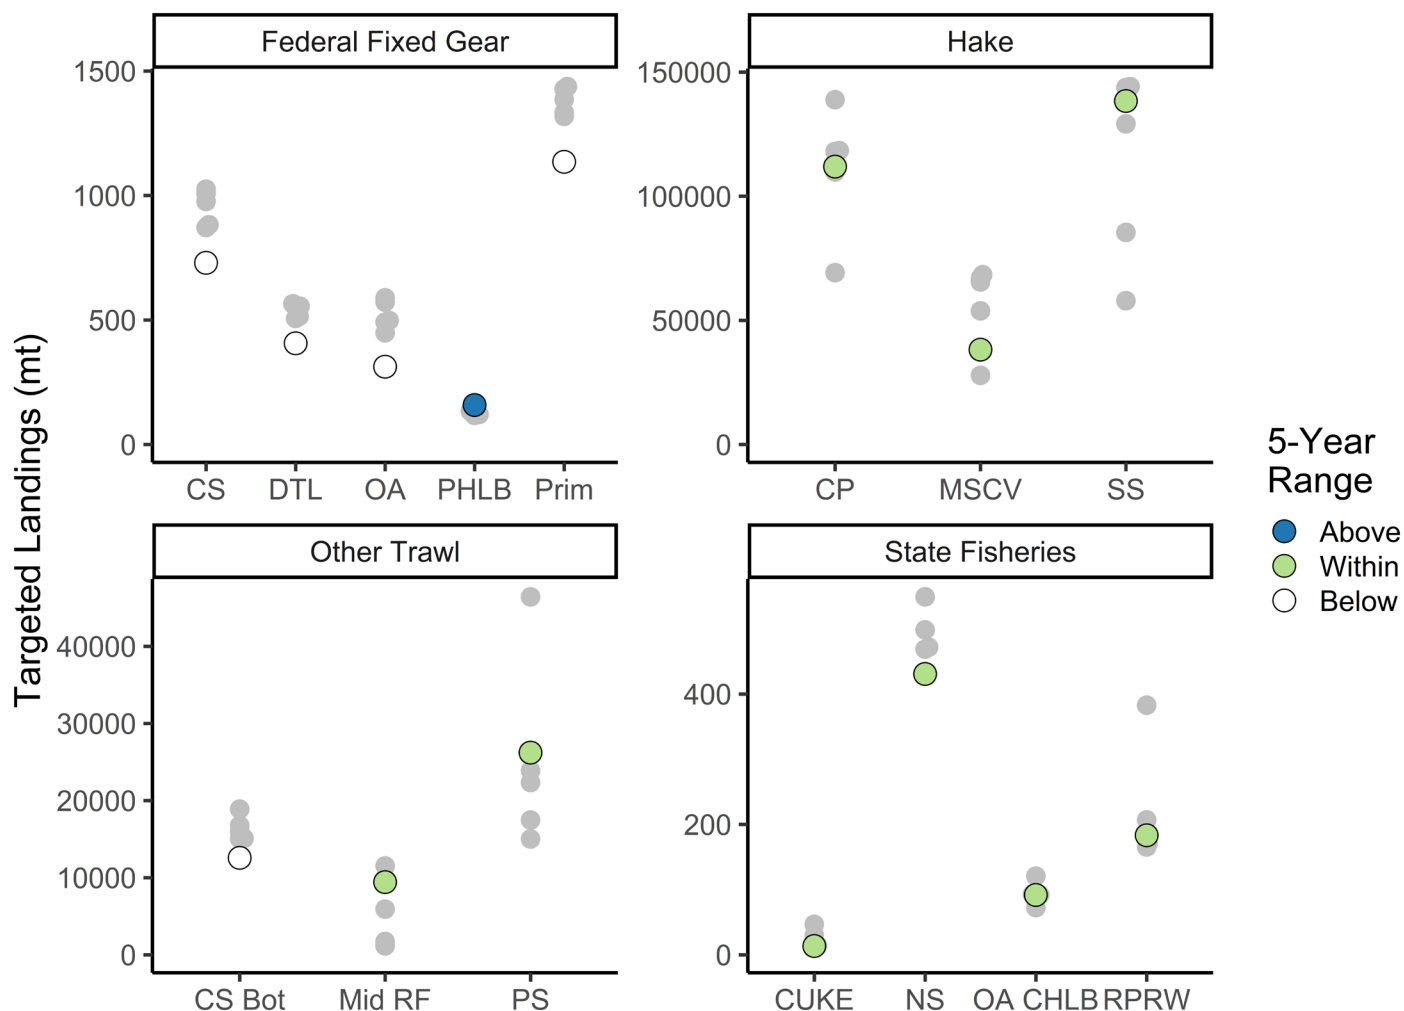 Federal Fixed Gear
Hake
Targeted Landings (mt)
1500
1000
500
0
CS DTL OA PHLB Prim
150000
100000
50000
0
CP MSCV SS
Other Trawl
State Fisheries
40000
30000
20000
10000
0
CS Bot Mid RF PS
400
200
0
CUKE NS OA CHLB RPRW
5-Year
Range
Above
Within
Below